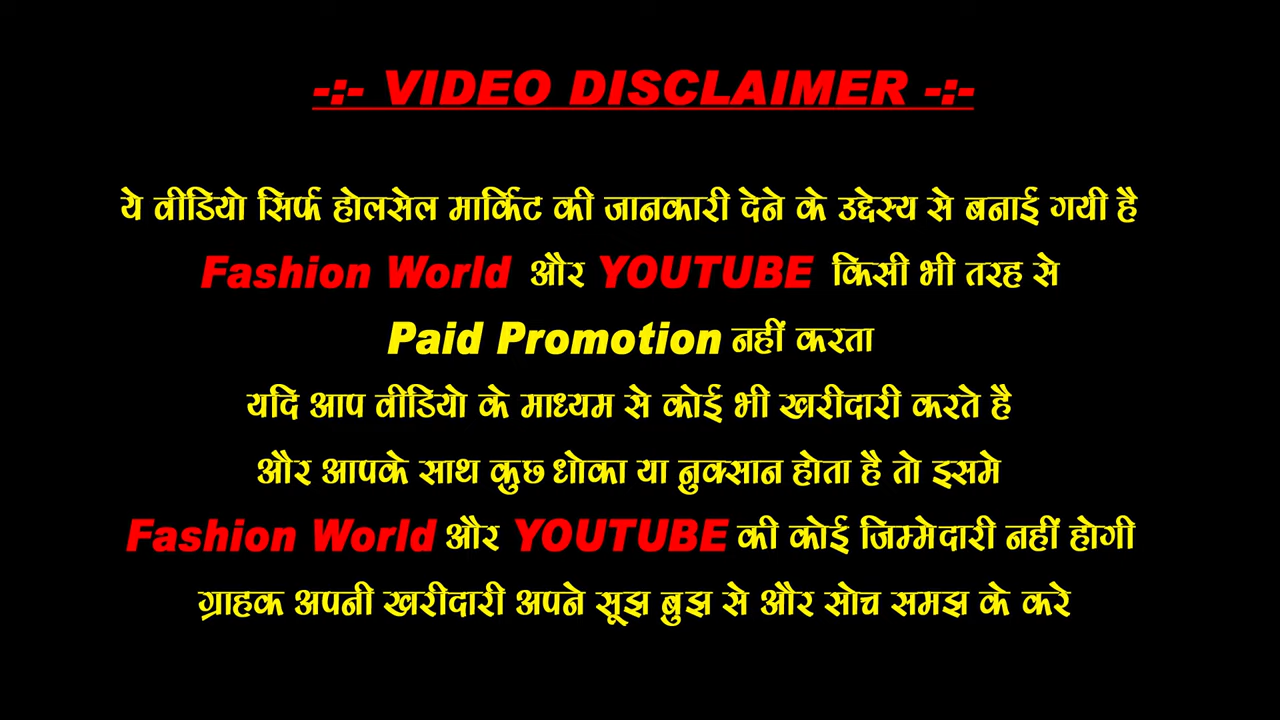 -:- VIDEO DISCLAIMER -:-
ये वीडियो सिर्फ होलसेल मार्किट की जानकारी देने के उद्देस्य से बनाई गयी है
Fashion World और YOUTUBE किसी भी तरह से
Paid Promotion नहीं करता
यदि आप वीडियो के माध्यम से कोई भी खरीदारी करते है
और आपके साथ कुछ धोका या नुक्सान होता है तो इसमे
Fashion World और YOUTUBE की कोई जिम्मेदारी नहीं होगी
ग्राहक अपनी खरीदारी अपने सूझ बुझ से और सोच समझ के करे